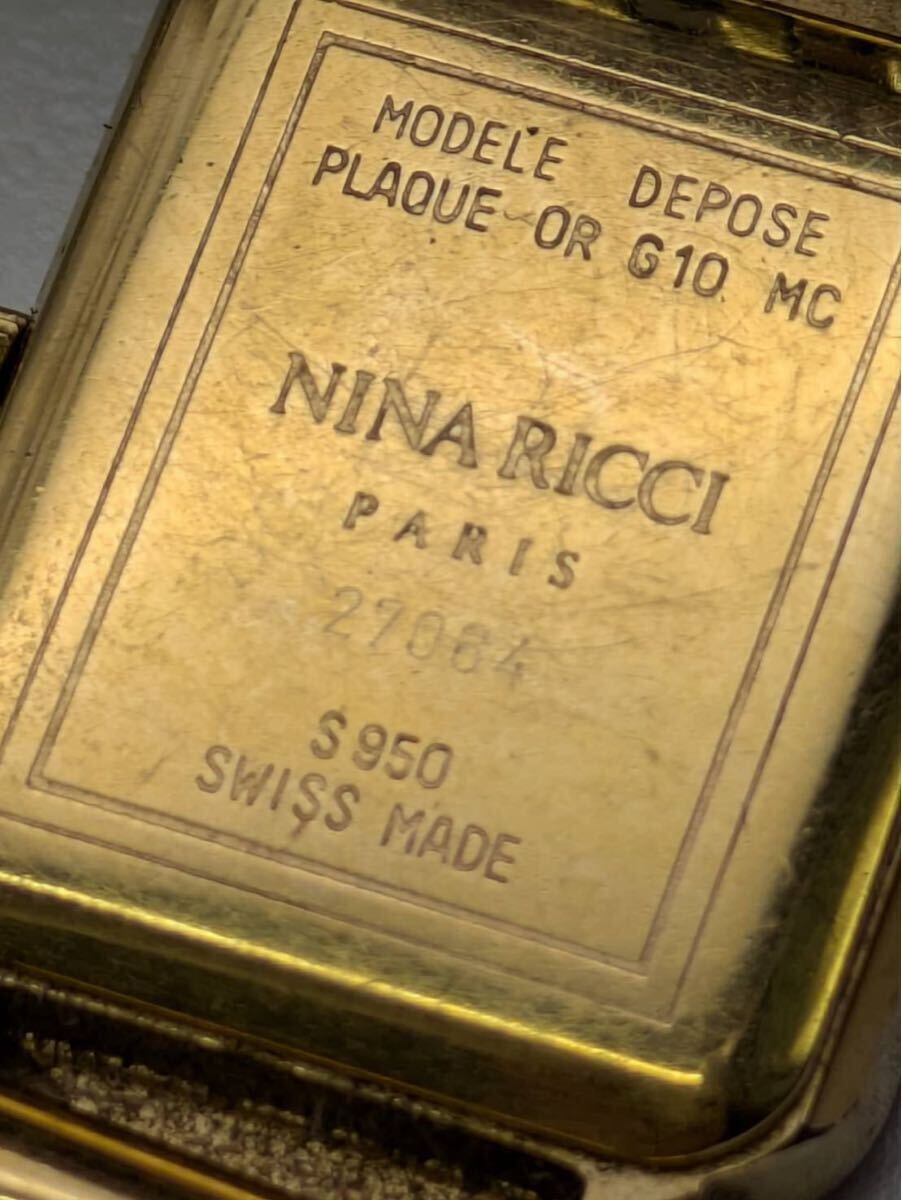 MODELE DEPOSE
PLAQUE OR G10 MC
NINA RICCI
PARIS
27064
S950
SWISS MADE